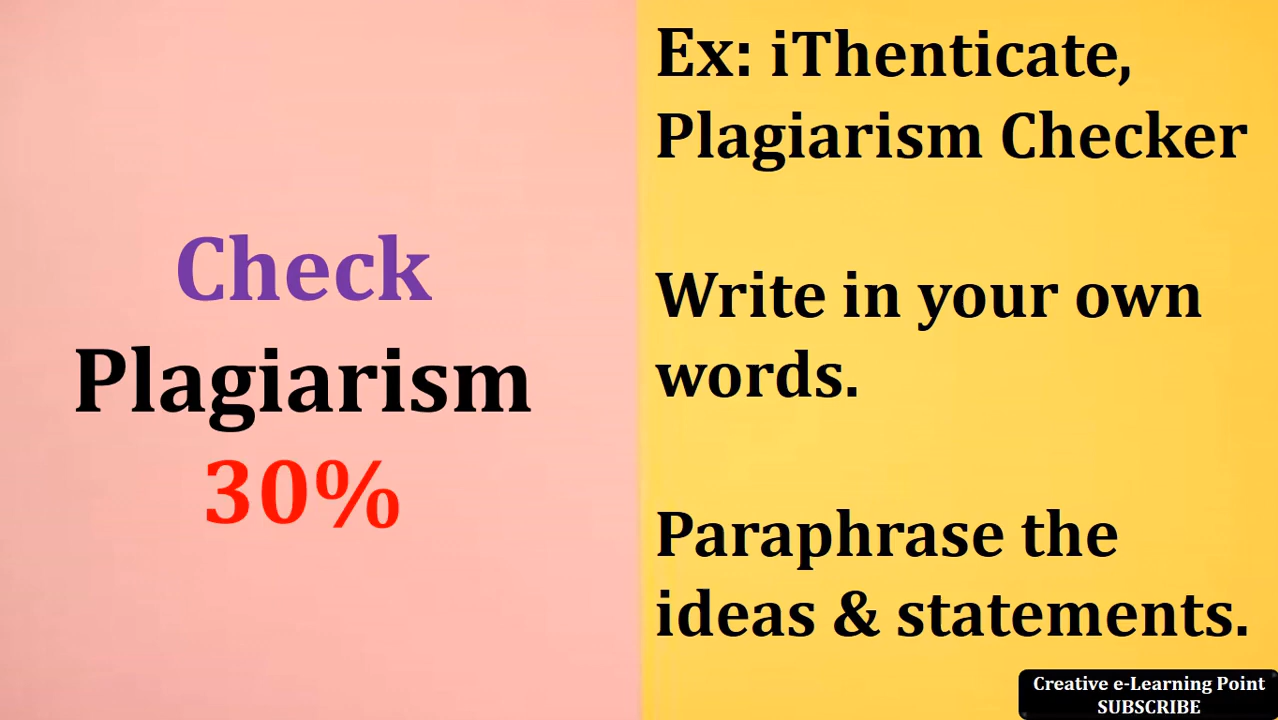 Check
Plagiarism
30%
Ex: iThenticate,
Plagiarism Checker
Write in your own
words.
Paraphrase the
ideas & statements.
Creative e-Learning Point
SUBSCRIBE